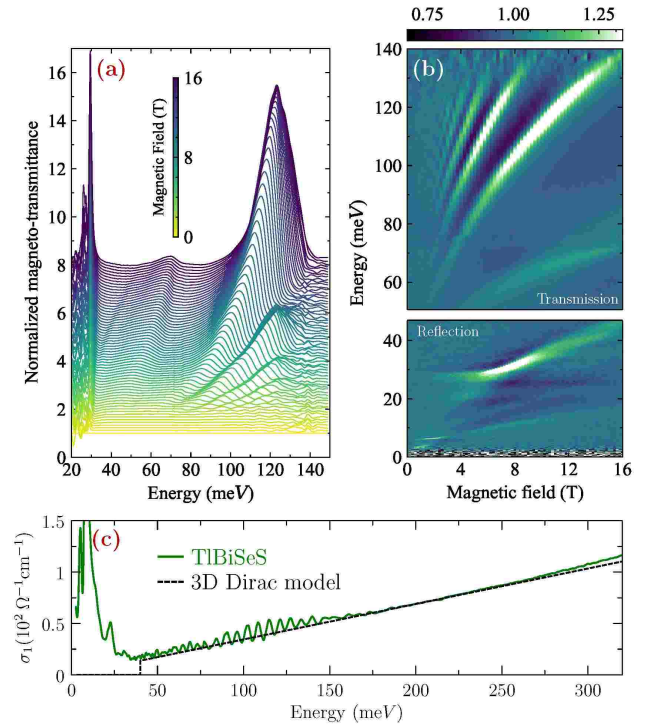 0.75 1.00 1.25
(a)
Normalized magneto-transmittance
16
14
12
10
8
6
4
2
0
20 40 60 80 100 120 140
Energy (meV)
Magnetic Field (T)
16
8
0
(b)
Energy (meV)
140
120
100
80
60
Transmission
Reflection
40
20
0
0 4 8 12 16
Magnetic field (T)
(c)
σ₁(10² Ω⁻¹cm⁻¹)
1.5
1
0.5
0
TlBiSeS
3D Dirac model
0 50 100 150 200 250 300
Energy (meV)